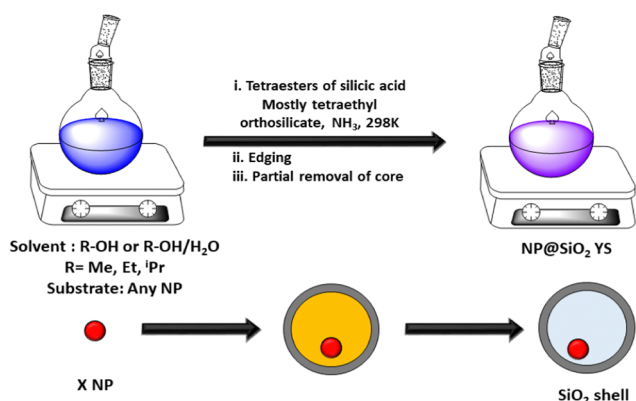 i. Tetraesters of silicic acid
Mostly tetraethyl
orthosilicate, NH₃, 298K
ii. Edging
iii. Partial removal of core
Solvent : R-OH or R-OH/H₂O
R= Me, Et, ⁱPr
Substrate: Any NP
NP@SiO₂ YS
X NP
SiO₂ shell